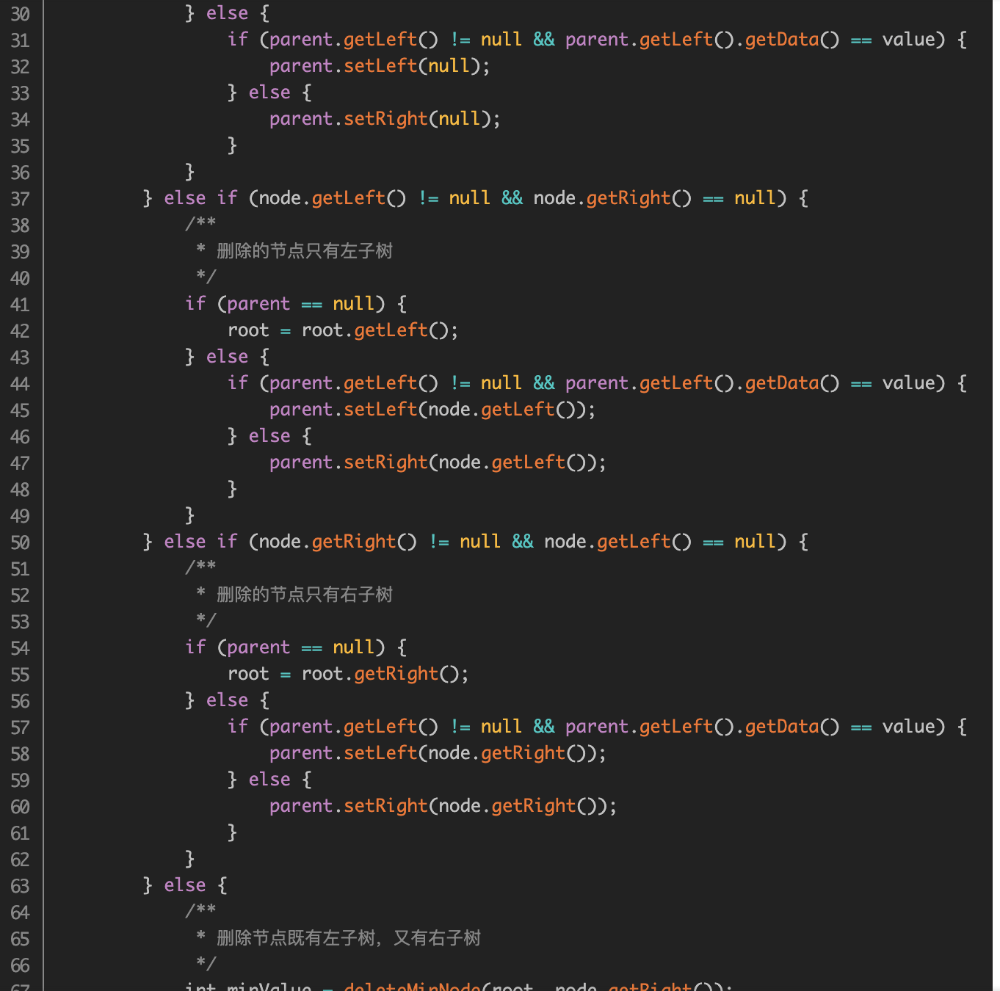 30 } else {
31 if (parent.getLeft() != null && parent.getLeft().getData() == value) {
32 parent.setLeft(null);
33 } else {
34 parent.setRight(null);
35 }
36 }
37 } else if (node.getLeft() != null && node.getRight() == null) {
38 /**
39 * 删除的节点只有左子树
40 */
41 if (parent == null) {
42 root = root.getLeft();
43 } else {
44 if (parent.getLeft() != null && parent.getLeft().getData() == value) {
45 parent.setLeft(node.getLeft());
46 } else {
47 parent.setRight(node.getLeft());
48 }
49 }
50 } else if (node.getRight() != null && node.getLeft() == null) {
51 /**
52 * 删除的节点只有右子树
53 */
54 if (parent == null) {
55 root = root.getRight();
56 } else {
57 if (parent.getLeft() != null && parent.getLeft().getData() == value) {
58 parent.setLeft(node.getRight());
59 } else {
60 parent.setRight(node.getRight());
61 }
62 }
63 } else {
64 /**
65 * 删除节点既有左子树，又有右子树
66 */
67 int minValue = deleteMinNode(root, node.getRight());